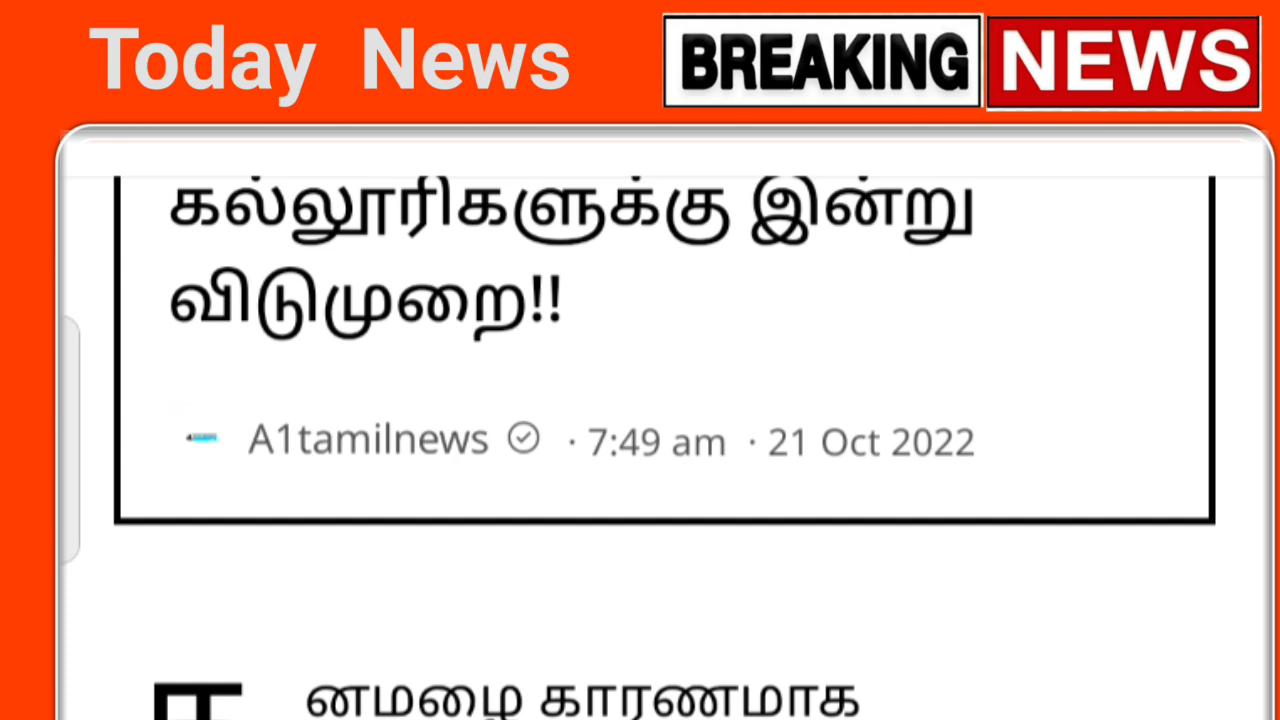 Today News
BREAKING NEWS
கல்லூரிகளுக்கு இன்று
விடுமுறை!!
A1tamilnews · 7:49 am · 21 Oct 2022
னமழை காரணமாக